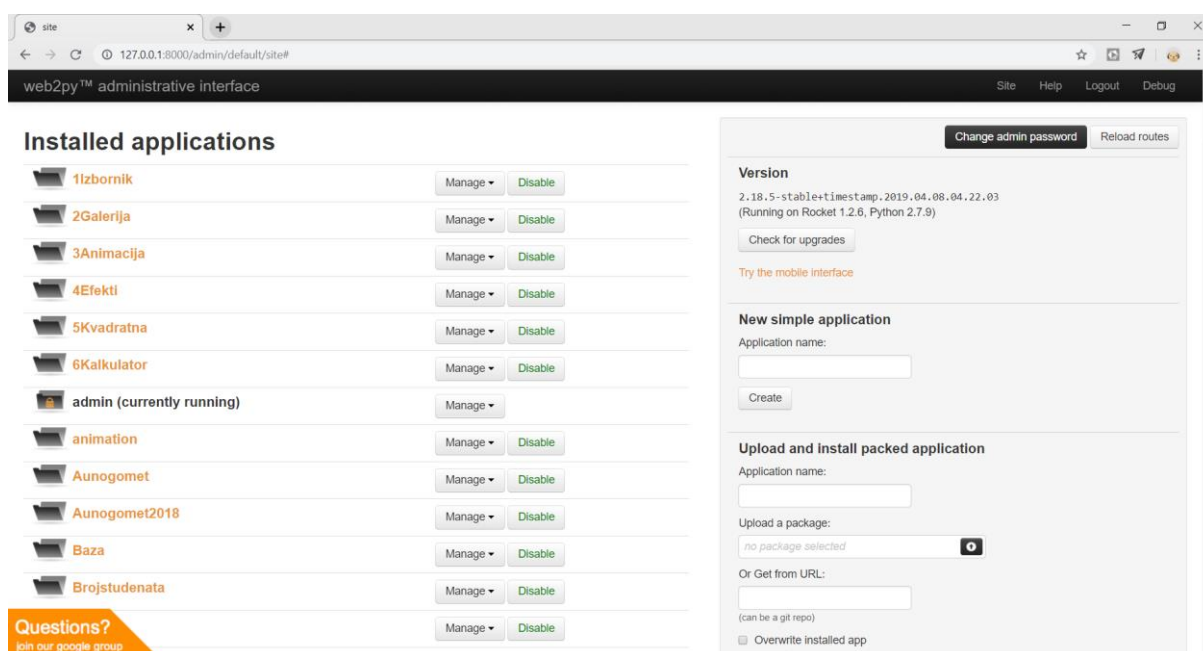 site
127.0.0.1:8000/admin/default/site#
web2py™ administrative interface
Site Help Logout Debug
Installed applications
1Izbornik
Manage Disable
2Galerija
Manage Disable
3Animacija
Manage Disable
4Efekti
Manage Disable
5Kvadratna
Manage Disable
6Kalkulator
Manage Disable
admin (currently running)
Manage
animation
Manage Disable
Aunogomet
Manage Disable
Aunogomet2018
Manage Disable
Baza
Manage Disable
Brojstudenata
Manage Disable
Manage Disable
Questions?
join our google group
Change admin password Reload routes
Version
2.18.5-stable+timestamp.2019.04.08.04.22.03
(Running on Rocket 1.2.6, Python 2.7.9)
Check for upgrades
Try the mobile interface
New simple application
Application name:
Create
Upload and install packed application
Application name:
Upload a package:
no package selected
Or Get from URL:
(can be a git repo)
Overwrite installed app